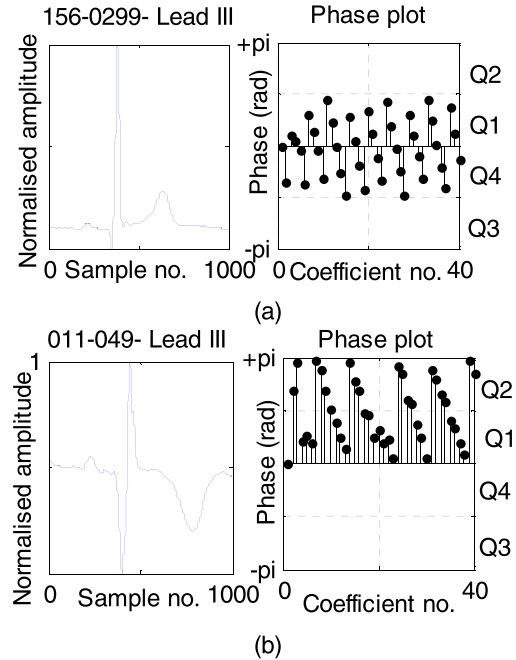 156-0299- Lead III
Phase plot
Normalised amplitude
+pi
Phase (rad)
-pi
Q2
Q1
Q4
Q3
0 Sample no. 1000
0 Coefficient no. 40
(a)
011-049- Lead III
Phase plot
1
Normalised amplitude
+pi
Phase (rad)
-pi
Q2
Q1
Q4
Q3
0 Sample no. 1000
0 20 40
Coefficient no.
(b)